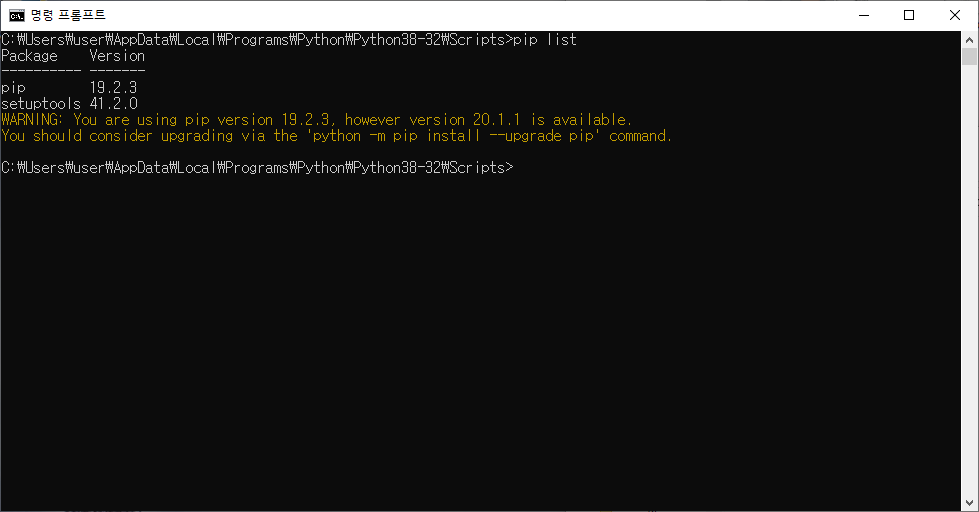 명령 프롬프트
C:₩Users₩user₩AppData₩Local₩Programs₩Python₩Python38-32₩Scripts>pip list
Package    Version
---------- -------
pip        19.2.3
setuptools 41.2.0
WARNING: You are using pip version 19.2.3, however version 20.1.1 is available.
You should consider upgrading via the 'python -m pip install --upgrade pip' command.
C:₩Users₩user₩AppData₩Local₩Programs₩Python₩Python38-32₩Scripts>